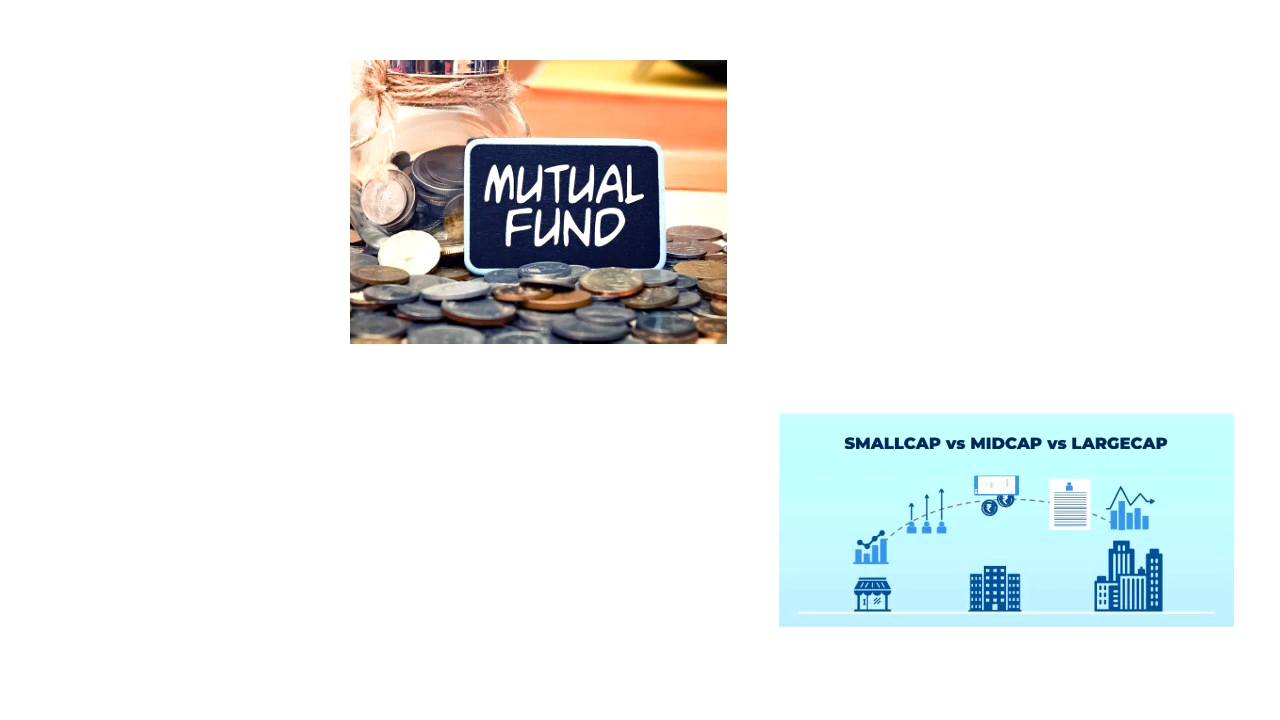 MUTUAL
FUND
SMALLCAP vs MIDCAP vs LARGECAP
₹
₹